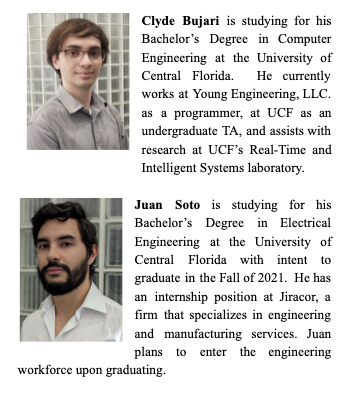 Clyde Bujari is studying for his
Bachelor's Degree in Computer
Engineering at the University of
Central Florida. He currently
works at Young Engineering, LLC.
as a programmer, at UCF as an
undergraduate TA, and assists with
research at UCF's Real-Time and
Intelligent Systems laboratory.
Juan Soto is studying for his
Bachelor's Degree in Electrical
Engineering at the University of
Central Florida with intent to
graduate in the Fall of 2021. He has
an internship position at Jiracor, a
firm that specializes in engineering
and manufacturing services. Juan
plans to enter the engineering
workforce upon graduating.